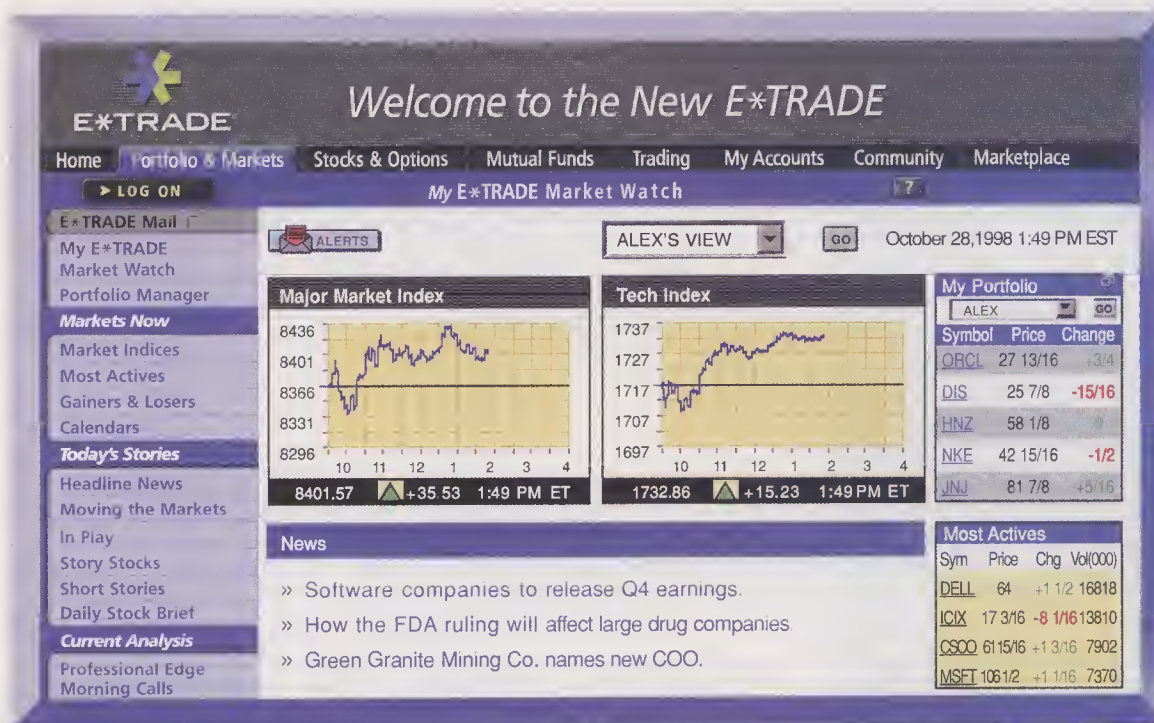 E*TRADE
Welcome to the New E*TRADE
Home Portfolio & Markets Stocks & Options Mutual Funds Trading My Accounts Community Marketplace
LOG ON
My E*TRADE Market Watch
?
E*TRADE Mail
My E*TRADE
Market Watch
Portfolio Manager
Markets Now
Market Indices
Most Actives
Gainers & Losers
Calendars
Today's Stories
Headline News
Moving the Markets
In Play
Story Stocks
Short Stories
Daily Stock Brief
Current Analysis
Professional Edge
Morning Calls
ALERTS
ALEX'S VIEW
GO
October 28,1998 1:49 PM EST
Major Market Index
8436
8401
8366
8331
8296
10 11 12 1 2 3 4
8401.57 +35.53 1:49 PM ET
Tech Index
1737
1727
1717
1707
1697
10 11 12 1 2 3 4
1732.86 +15.23 1:49 PM ET
My Portfolio
ALEX GO
Symbol Price Change
ORCL 27 13/16 +3/4
DIS 25 7/8 -15/16
HNZ 58 1/8 0
NKE 42 15/16 -1/2
JNJ 81 7/8 +5/16
News
» Software companies to release Q4 earnings.
» How the FDA ruling will affect large drug companies
» Green Granite Mining Co. names new COO.
Most Actives
Sym Price Chg Vol(000)
DELL 64 +1 1/2 16818
ICIX 17 3/16 -8 1/16 13810
CSCO 61 15/16 +1 3/16 7902
MSFT 106 1/2 +1 1/16 7370